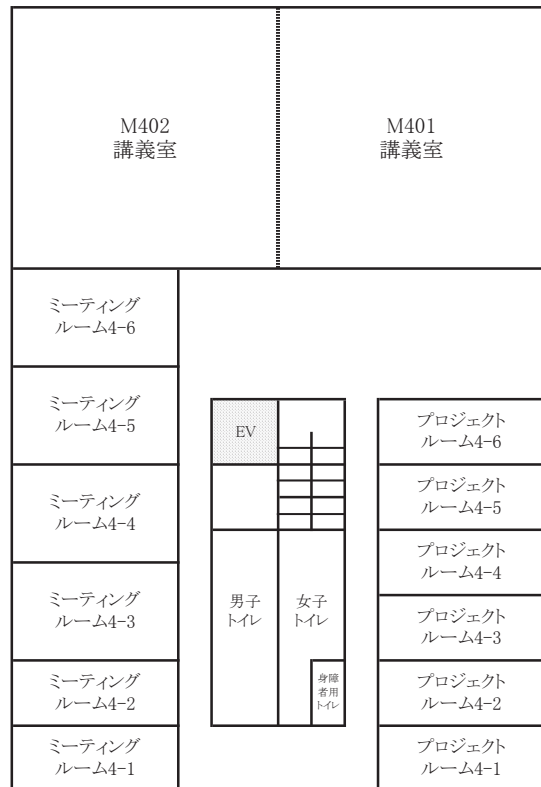 M402
講義室
M401
講義室
ミーティング
ルーム4-6
ミーティング
ルーム4-5
ミーティング
ルーム4-4
ミーティング
ルーム4-3
ミーティング
ルーム4-2
ミーティング
ルーム4-1
EV
男子
トイレ
女子
トイレ
身障
者用
トイレ
プロジェクト
ルーム4-6
プロジェクト
ルーム4-5
プロジェクト
ルーム4-4
プロジェクト
ルーム4-3
プロジェクト
ルーム4-2
プロジェクト
ルーム4-1